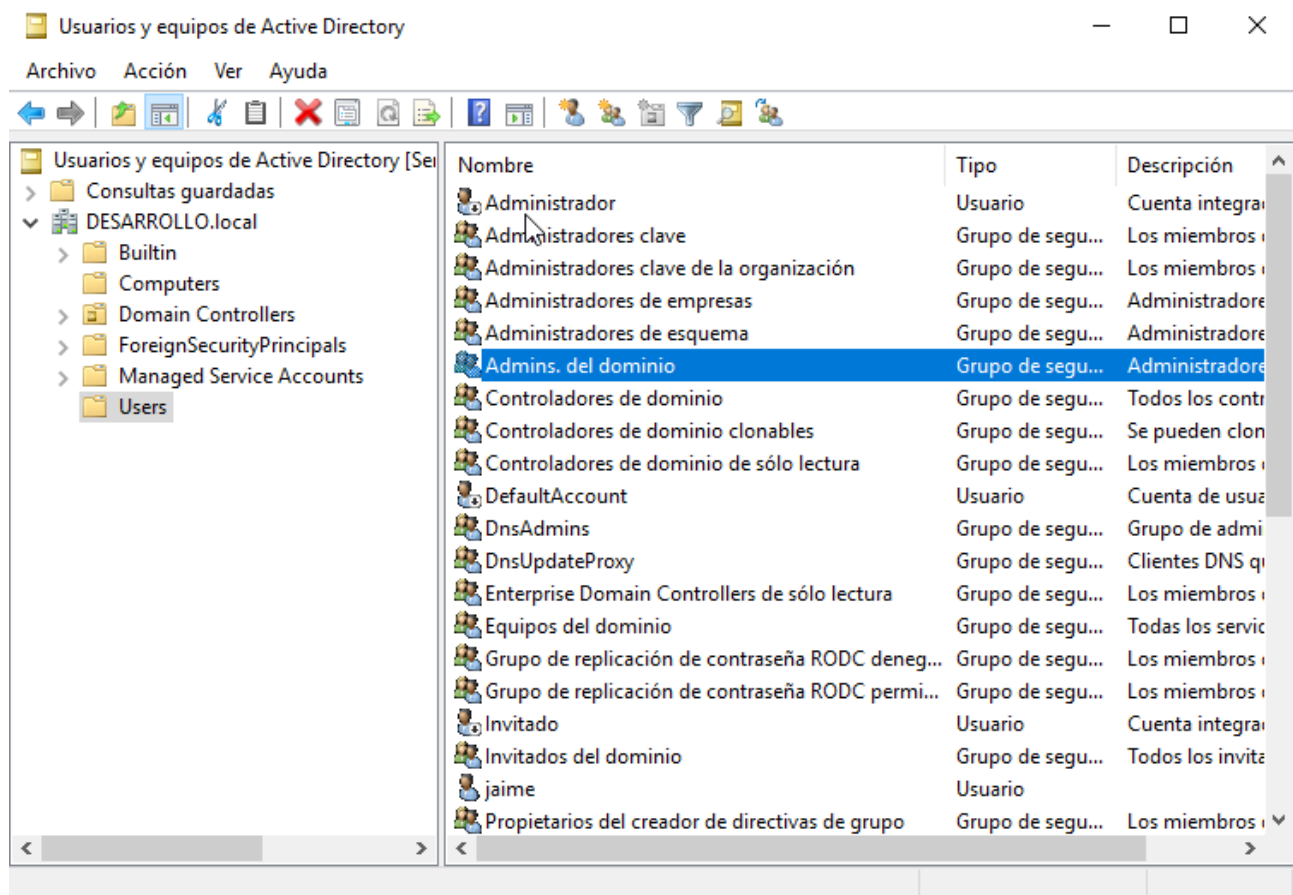 Usuarios y equipos de Active Directory
Archivo Acción Ver Ayuda
Usuarios y equipos de Active Directory [Ser
Consultas guardadas
DESARROLLO.local
Builtin
Computers
Domain Controllers
ForeignSecurityPrincipals
Managed Service Accounts
Users
Nombre Tipo Descripción
Administrador Usuario Cuenta integra
Administradores clave Grupo de segu... Los miembros
Administradores clave de la organización Grupo de segu... Los miembros
Administradores de empresas Grupo de segu... Administradore
Administradores de esquema Grupo de segu... Administradore
Admins. del dominio Grupo de segu... Administradore
Controladores de dominio Grupo de segu... Todos los contr
Controladores de dominio clonables Grupo de segu... Se pueden clon
Controladores de dominio de sólo lectura Grupo de segu... Los miembros
DefaultAccount Usuario Cuenta de usua
DnsAdmins Grupo de segu... Grupo de admi
DnsUpdateProxy Grupo de segu... Clientes DNS qu
Enterprise Domain Controllers de sólo lectura Grupo de segu... Los miembros
Equipos del dominio Grupo de segu... Todas los servic
Grupo de replicación de contraseña RODC deneg... Grupo de segu... Los miembros
Grupo de replicación de contraseña RODC permi... Grupo de segu... Los miembros
Invitado Usuario Cuenta integra
Invitados del dominio Grupo de segu... Todos los invita
jaime Usuario
Propietarios del creador de directivas de grupo Grupo de segu... Los miembros